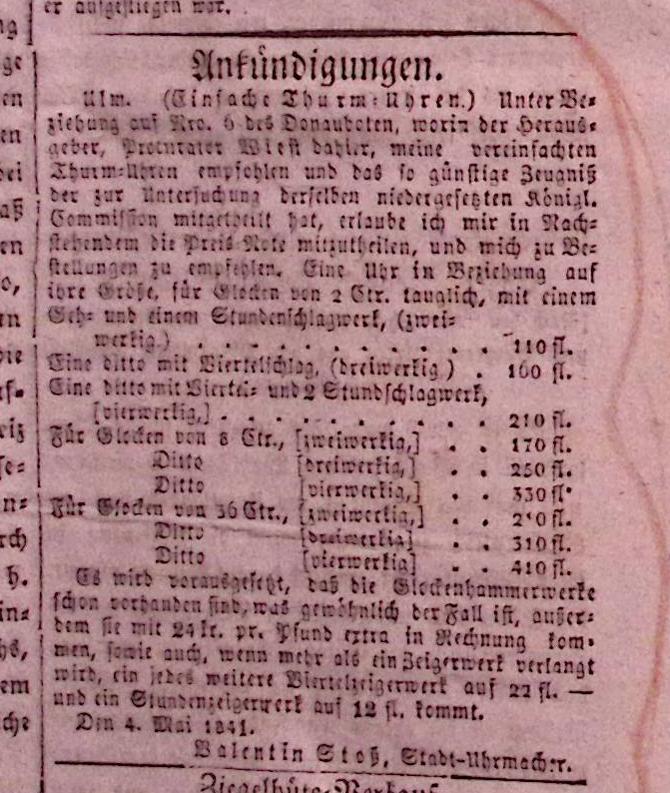 er aufgestiegen war.
Ankündigungen.
Ulm. (Einfache Thurm=Uhren.) Unter Be=
ziehung auf Nro. 6 des Donauboten, worin der Heraus=
geber, Prokurator Wiest dahier, meine vereinfachten
Thurm=Uhren empfohlen und das so günstige Zeugniß
der zur Untersuchung derselben niedergesetzten Königl.
Commission mitgetheilt hat, erlaube ich mir in Nach=
stehendem die Preis=Note mitzutheilen, und mich zu Be=
stellungen zu empfehlen. Eine Uhr in Beziehung auf
ihre Größe, für Glocken von 2 Ctr. tauglich, mit einem
Geh= und einem Stundenschlagwerk, (zwei=
werkig.) . . . . . . . . . . 110 fl.
Eine ditto mit Viertelschlag, (dreiwerkig.) . 160 fl.
Eine ditto mit Viertel= und 2 Stundschlagwerk,
[vierwerkig,] . . . . . . . . . 210 fl.
Für Glocken von 8 Ctr., [zweiwerkig,] . . 170 fl.
Ditto [dreiwerkig,] . . 250 fl.
Ditto [vierwerkig,] . . 330 fl.
Für Glocken von 36 Ctr., [zweiwerkig,] . . fl.
Ditto [dreiwerkig] . . 310 fl.
Ditto [vierwerkig] . . 410 fl.
Es wird vorausgesetzt, daß die Glockenhammerwerke
schon vorhanden sind, was gewöhnlich der Fall ist, außer=
dem sie mit 24 kr. pr. Pfund extra in Rechnung kom=
men, sowie auch, wenn mehr als ein Zeigerwerk verlangt
wird, ein jedes weitere Viertelzeigerwerk auf 22 fl. —
und ein Stundenzeigerwerk auf 12 fl. kommt.
Den 4. Mai 1841.
Valentin Stoß, Stadt=Uhrmacher.
Ziegelhütte=Verkauf